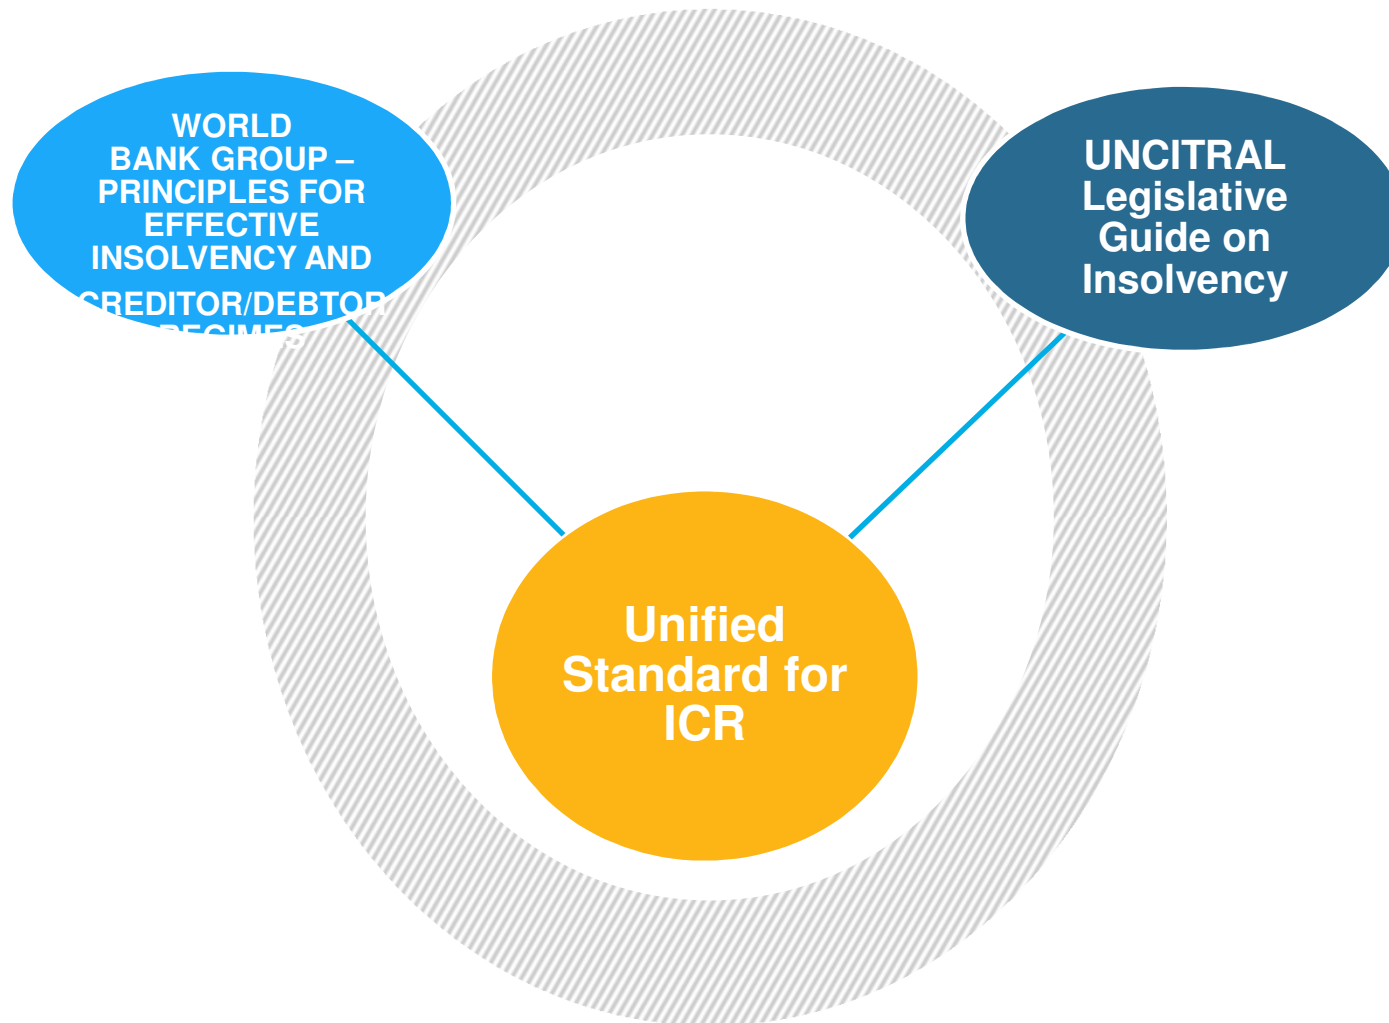 WORLD
BANK GROUP –
PRINCIPLES FOR
EFFECTIVE
INSOLVENCY AND
CREDITOR/DEBTOR
REGIMES
UNCITRAL
Legislative
Guide on
Insolvency
Unified
Standard for
ICR